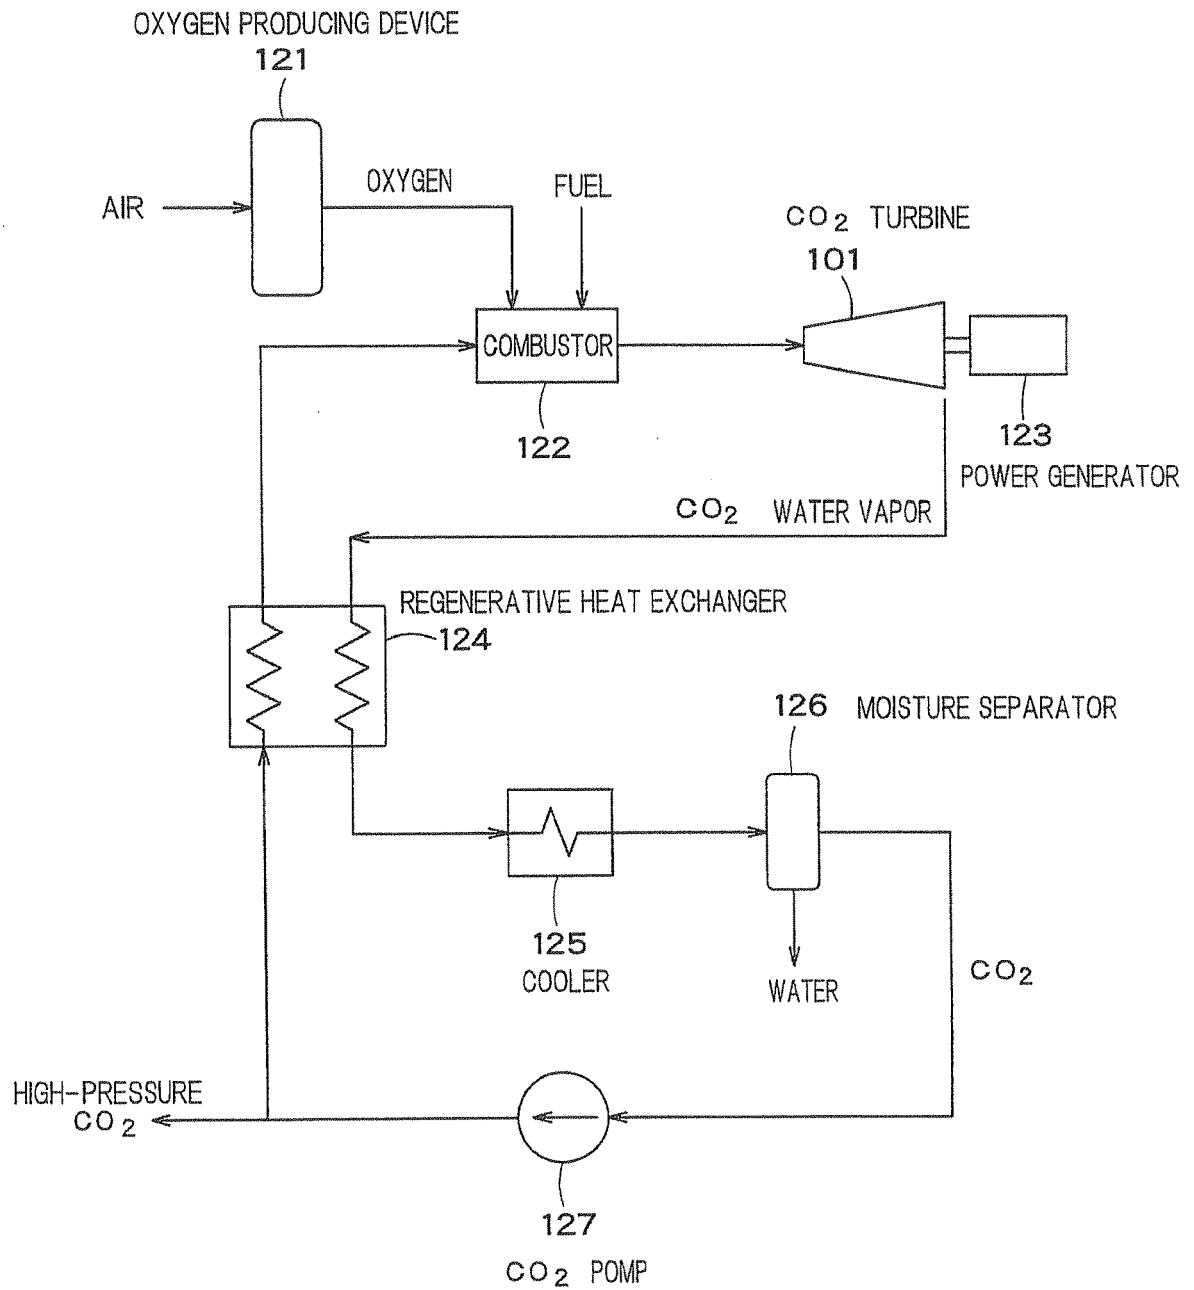 OXYGEN PRODUCING DEVICE
121
OXYGEN
FUEL
AIR
CO2 TURBINE
101
COMBUSTOR
122
123
POWER GENERATOR
CO2 WATER VAPOR
REGENERATIVE HEAT EXCHANGER
124
126 MOISTURE SEPARATOR
125
COOLER
WATER
CO2
HIGH-PRESSURE
CO2
127
CO2 POMP